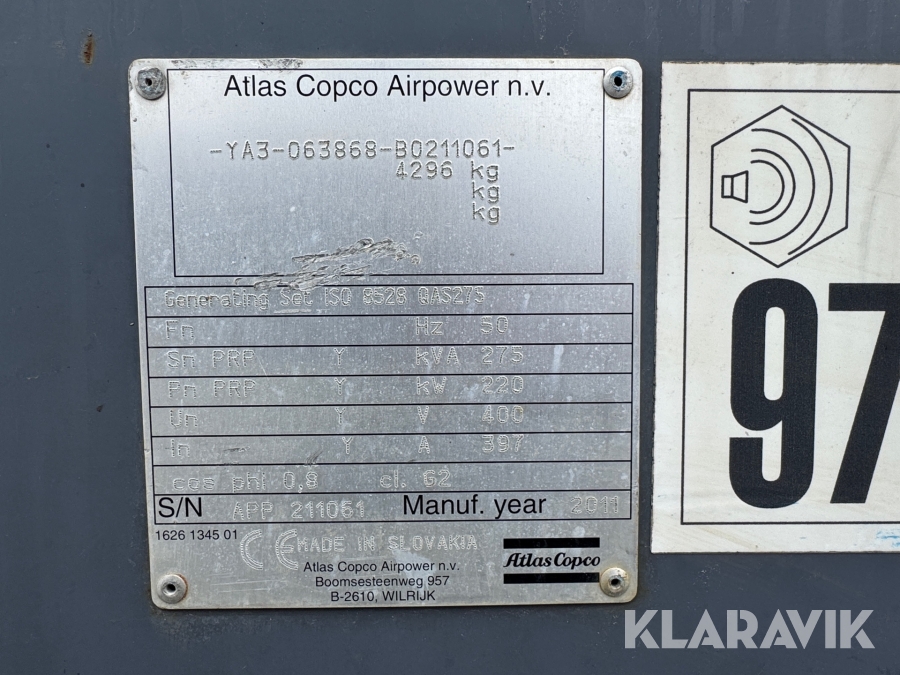 Atlas Copco Airpower n.v.
-YA3-063868-B0211061-
4296 kg
kg
kg
Generating Set ISO 8528 QAS275
Fn Hz 50
Sn PRP Y kVA 275
Pn PRP Y kW 220
Un Y V 400
In - Y A 397
cos phi 0,8 cl. G2
S/N APP 211061 Manuf. year 2011
1626 1345 01
CE MADE IN SLOVAKIA
Atlas Copco
Atlas Copco Airpower n.v.
Boomsesteenweg 957
B-2610, WILRIJK
97
KLARAVIK